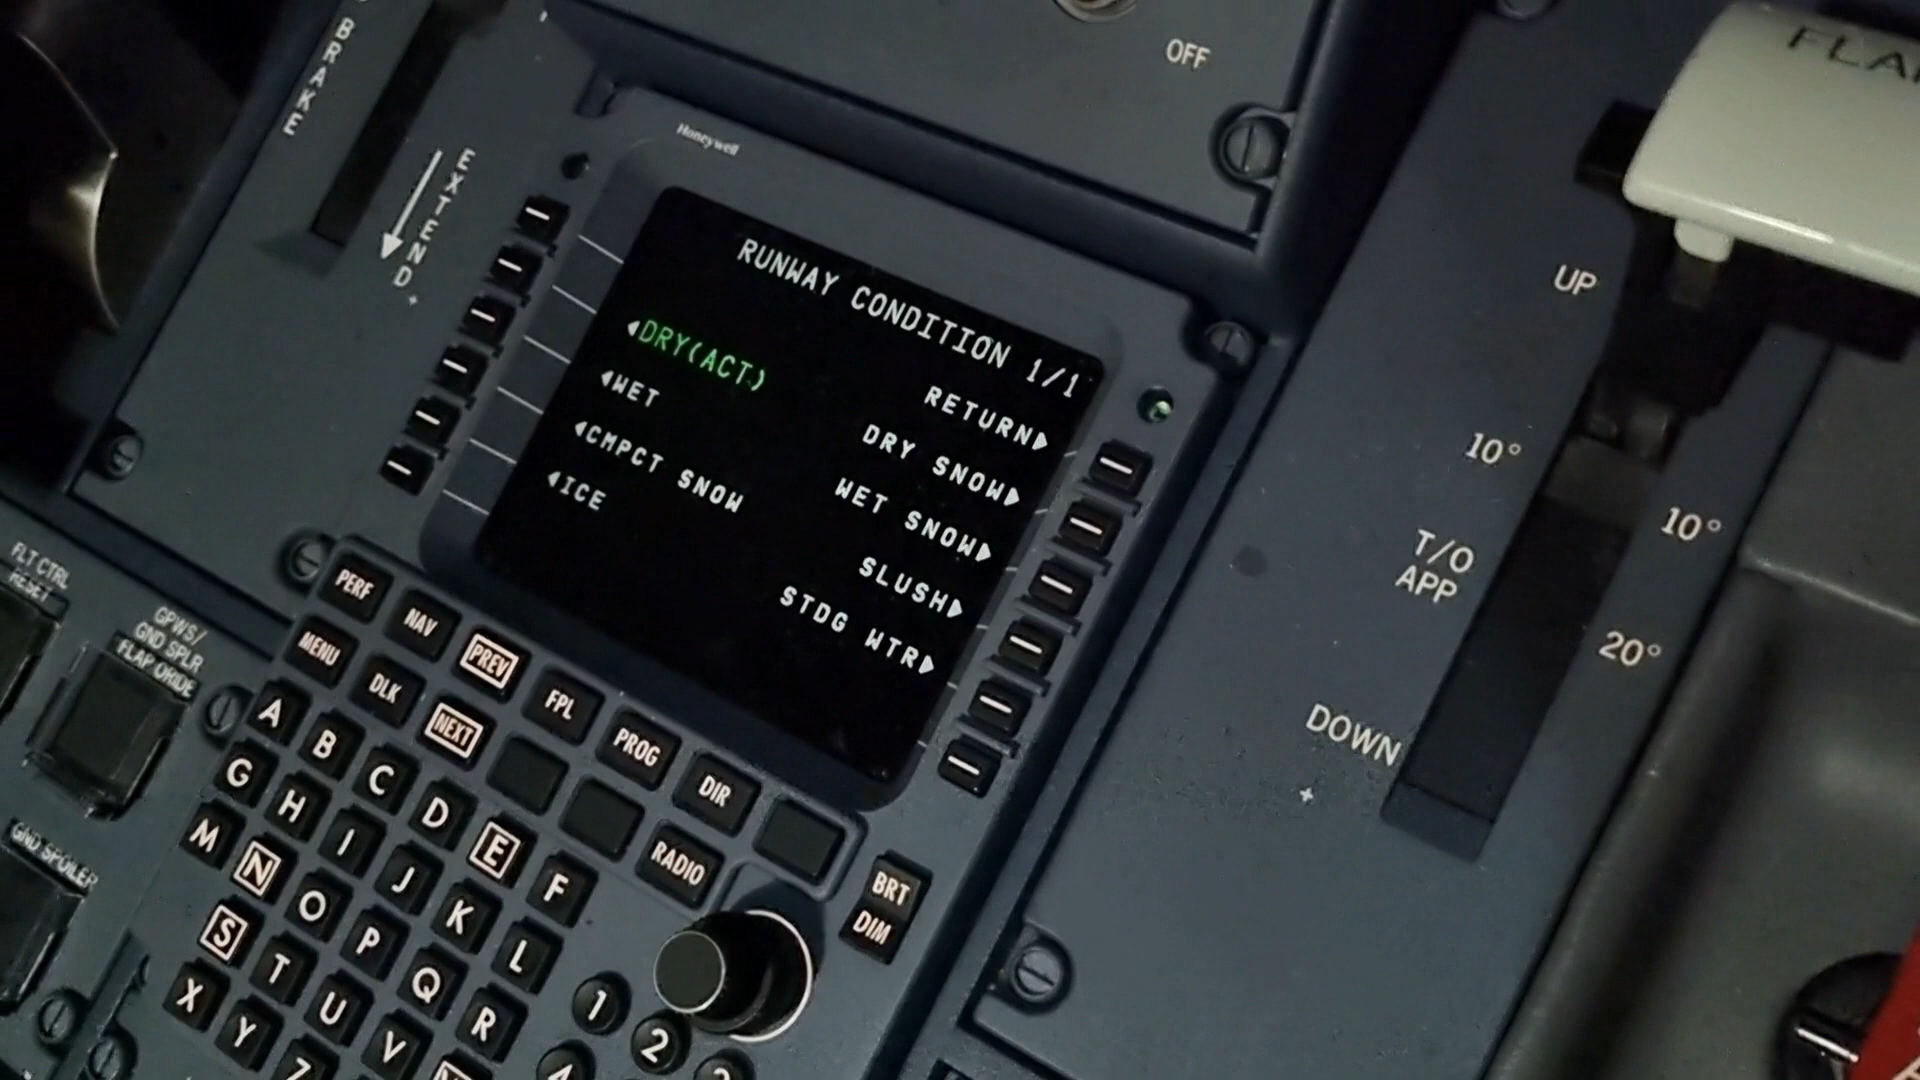 BRAKE
EXTEND
OFF
Honeywell
RUNWAY CONDITION 1/1
DRY(ACT)
RETURN
WET
DRY SNOW
CMPCT SNOW
WET SNOW
ICE
SLUSH
STDG WTR
UP
10°
10°
T/O
APP
20°
DOWN
FLT CTRL
RESET
GPWS/
GND SPLR
FLAP ORIDE
GND SPOILER
PERF NAV PREV FPL PROG DIR
MENU DLK NEXT RADIO
BRT
DIM
A B C D E F
G H I J K L
M N O P Q R
S T U V
X Y Z
1 2